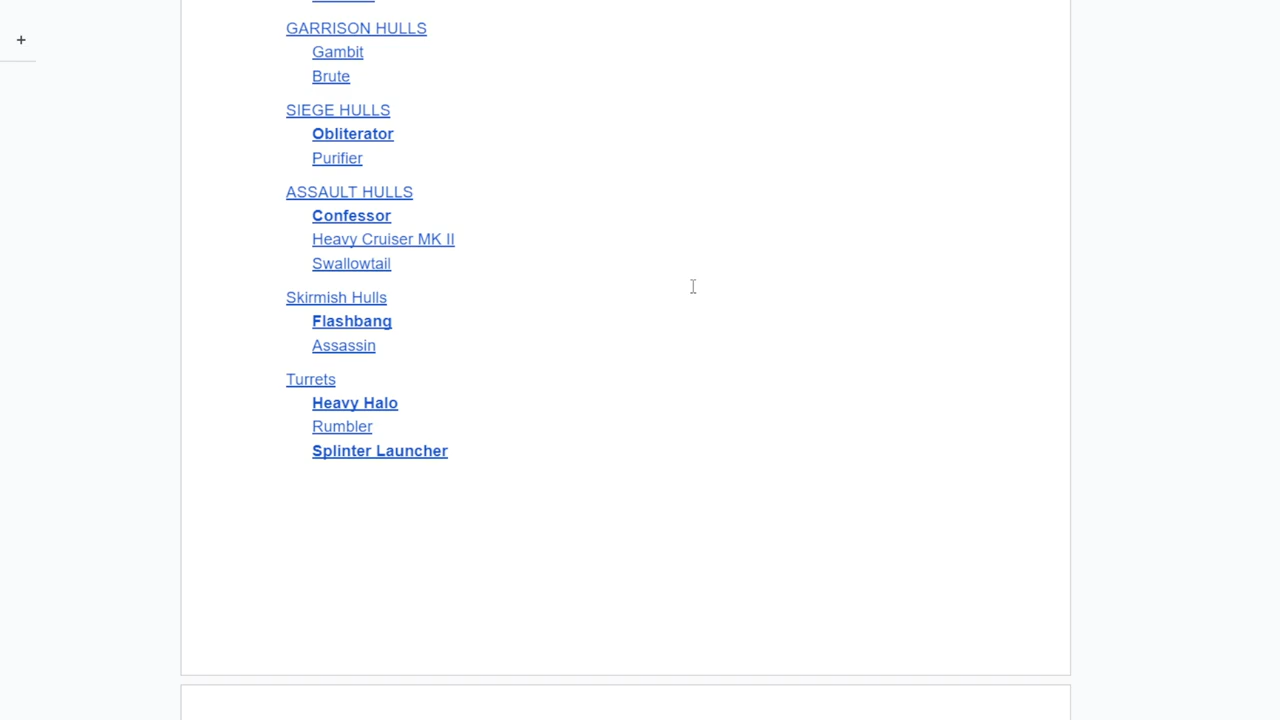 GARRISON HULLS
Gambit
Brute
SIEGE HULLS
Obliterator
Purifier
ASSAULT HULLS
Confessor
Heavy Cruiser MK II
Swallowtail
Skirmish Hulls
Flashbang
Assassin
Turrets
Heavy Halo
Rumbler
Splinter Launcher